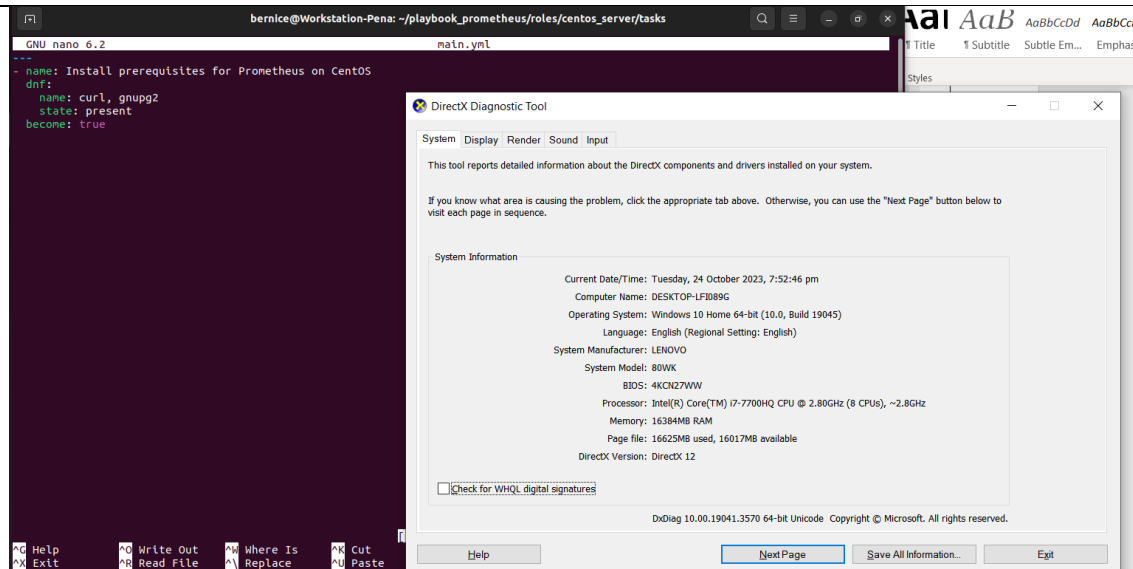 bernice@Workstation-Pena: ~/playbook_prometheus/roles/centos_server/tasks
GNU nano 6.2 main.yml
---
- name: Install prerequisites for Prometheus on CentOS
dnf:
name: curl, gnupg2
state: present
become: true
^G Help ^O Write Out ^W Where Is ^K Cut
^X Exit ^R Read File ^\ Replace ^U Paste
AaB AaBbCcDd
¶ Title ¶ Subtitle Subtle Em...
Styles
DirectX Diagnostic Tool
System Display Render Sound Input
This tool reports detailed information about the DirectX components and drivers installed on your system.
If you know what area is causing the problem, click the appropriate tab above. Otherwise, you can use the "Next Page" button below to
visit each page in sequence.
System Information
Current Date/Time: Tuesday, 24 October 2023, 7:52:46 pm
Computer Name: DESKTOP-LFI089G
Operating System: Windows 10 Home 64-bit (10.0, Build 19045)
Language: English (Regional Setting: English)
System Manufacturer: LENOVO
System Model: 80WK
BIOS: 4KCN27WW
Processor: Intel(R) Core(TM) i7-7700HQ CPU @ 2.80GHz (8 CPUs), ~2.8GHz
Memory: 16384MB RAM
Page file: 16625MB used, 16017MB available
DirectX Version: DirectX 12
Check for WHQL digital signatures
DxDiag 10.00.19041.3570 64-bit Unicode Copyright © Microsoft. All rights reserved.
Help Next Page Save All Information... Exit